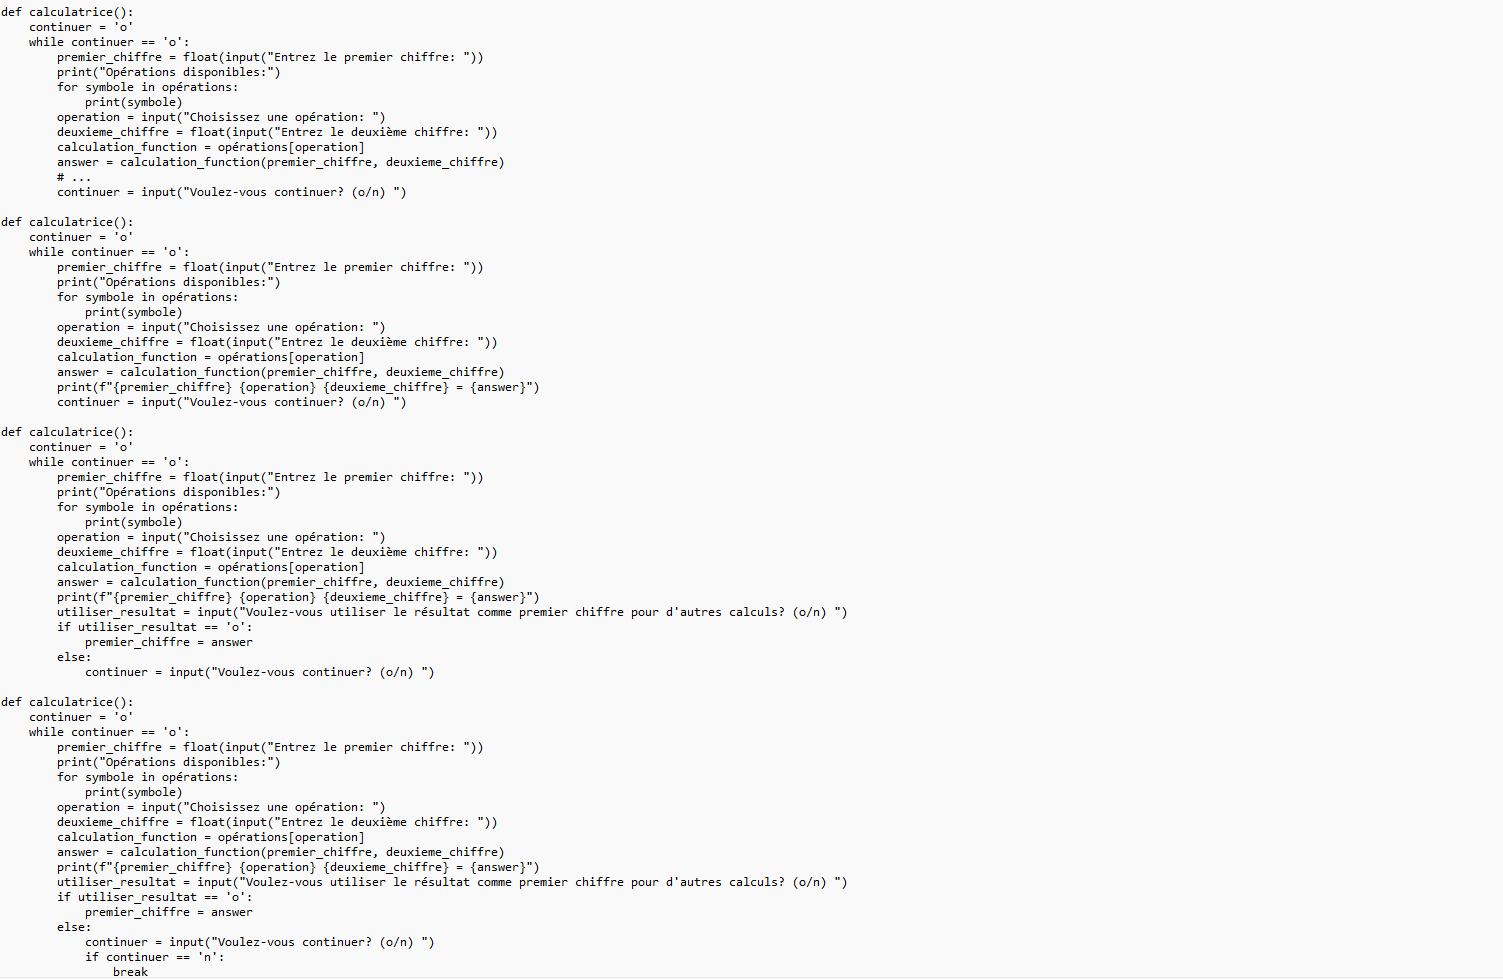 def calculatrice():
    continuer = 'o'
    while continuer == 'o':
        premier_chiffre = float(input("Entrez le premier chiffre: "))
        print("Opérations disponibles:")
        for symbole in opérations:
            print(symbole)
        operation = input("Choisissez une opération: ")
        deuxieme_chiffre = float(input("Entrez le deuxième chiffre: "))
        calculation_function = opérations[operation]
        answer = calculation_function(premier_chiffre, deuxieme_chiffre)
        # ...
        continuer = input("Voulez-vous continuer? (o/n) ")

def calculatrice():
    continuer = 'o'
    while continuer == 'o':
        premier_chiffre = float(input("Entrez le premier chiffre: "))
        print("Opérations disponibles:")
        for symbole in opérations:
            print(symbole)
        operation = input("Choisissez une opération: ")
        deuxieme_chiffre = float(input("Entrez le deuxième chiffre: "))
        calculation_function = opérations[operation]
        answer = calculation_function(premier_chiffre, deuxieme_chiffre)
        print(f"{premier_chiffre} {operation} {deuxieme_chiffre} = {answer}")
        continuer = input("Voulez-vous continuer? (o/n) ")

def calculatrice():
    continuer = 'o'
    while continuer == 'o':
        premier_chiffre = float(input("Entrez le premier chiffre: "))
        print("Opérations disponibles:")
        for symbole in opérations:
            print(symbole)
        operation = input("Choisissez une opération: ")
        deuxieme_chiffre = float(input("Entrez le deuxième chiffre: "))
        calculation_function = opérations[operation]
        answer = calculation_function(premier_chiffre, deuxieme_chiffre)
        print(f"{premier_chiffre} {operation} {deuxieme_chiffre} = {answer}")
        utiliser_resultat = input("Voulez-vous utiliser le résultat comme premier chiffre pour d'autres calculs? (o/n) ")
        if utiliser_resultat == 'o':
            premier_chiffre = answer
        else:
            continuer = input("Voulez-vous continuer? (o/n) ")

def calculatrice():
    continuer = 'o'
    while continuer == 'o':
        premier_chiffre = float(input("Entrez le premier chiffre: "))
        print("Opérations disponibles:")
        for symbole in opérations:
            print(symbole)
        operation = input("Choisissez une opération: ")
        deuxieme_chiffre = float(input("Entrez le deuxième chiffre: "))
        calculation_function = opérations[operation]
        answer = calculation_function(premier_chiffre, deuxieme_chiffre)
        print(f"{premier_chiffre} {operation} {deuxieme_chiffre} = {answer}")
        utiliser_resultat = input("Voulez-vous utiliser le résultat comme premier chiffre pour d'autres calculs? (o/n) ")
        if utiliser_resultat == 'o':
            premier_chiffre = answer
        else:
            continuer = input("Voulez-vous continuer? (o/n) ")
            if continuer == 'n':
                break